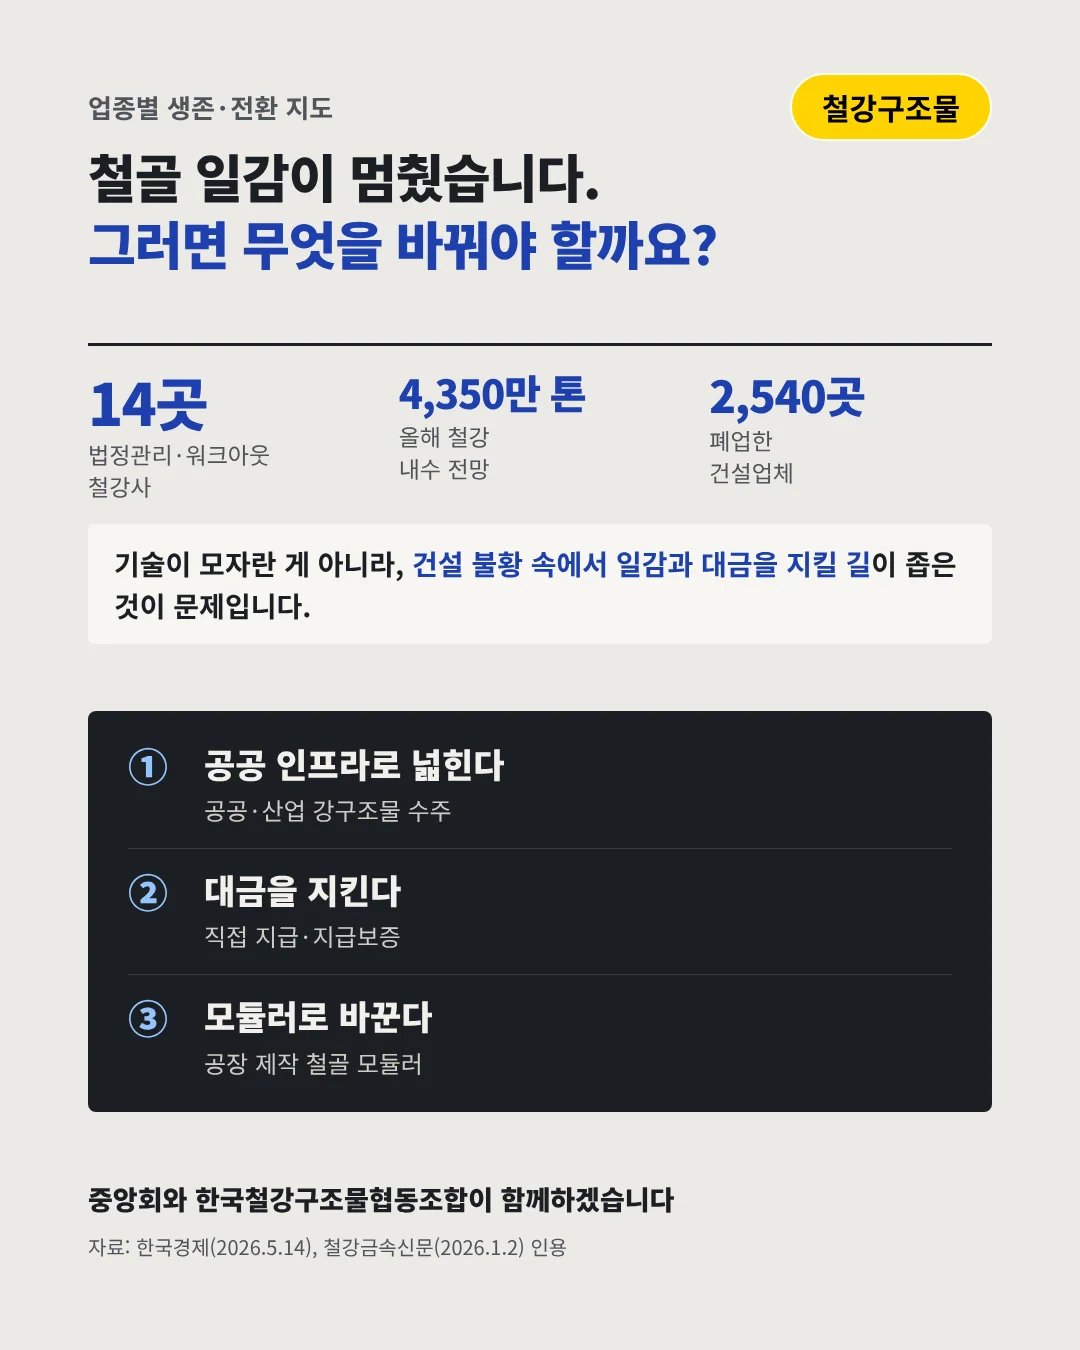 업종별 생존·전환 지도
철강구조물
철골 일감이 멈췄습니다.
그러면 무엇을 바꿔야 할까요?
14곳
법정관리·워크아웃
철강사
4,350만 톤
올해 철강
내수 전망
2,540곳
폐업한
건설업체
기술이 모자란 게 아니라, 건설 불황 속에서 일감과 대금을 지킬 길이 좁은
것이 문제입니다.
① 공공 인프라로 넓힌다
공공·산업 강구조물 수주
② 대금을 지킨다
직접 지급·지급보증
③ 모듈러로 바꾼다
공장 제작 철골 모듈러
중앙회와 한국철강구조물협동조합이 함께하겠습니다
자료: 한국경제(2026.5.14), 철강금속신문(2026.1.2) 인용